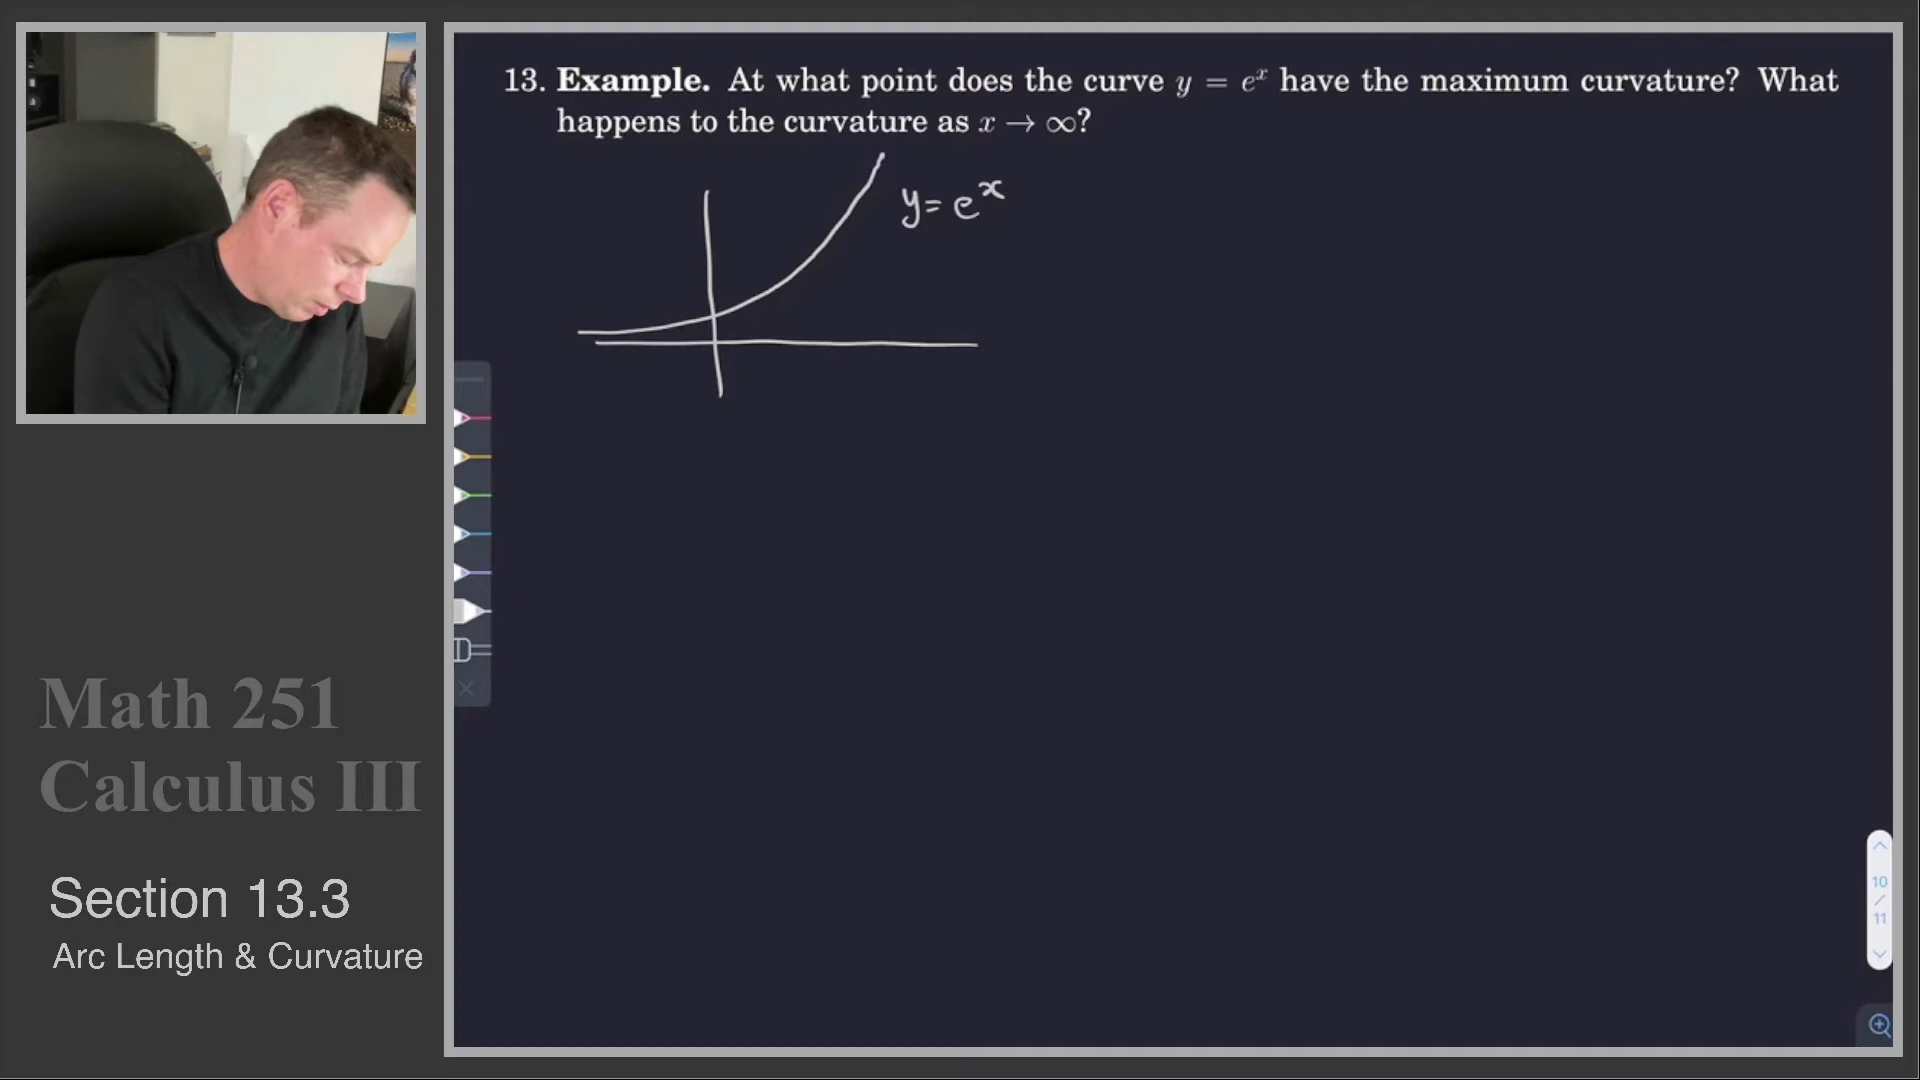 13. Example. At what point does the curve y = e^x have the maximum curvature? What
happens to the curvature as x → ∞?
y = e^x
Math 251
Calculus III
Section 13.3
Arc Length & Curvature
10
/
11